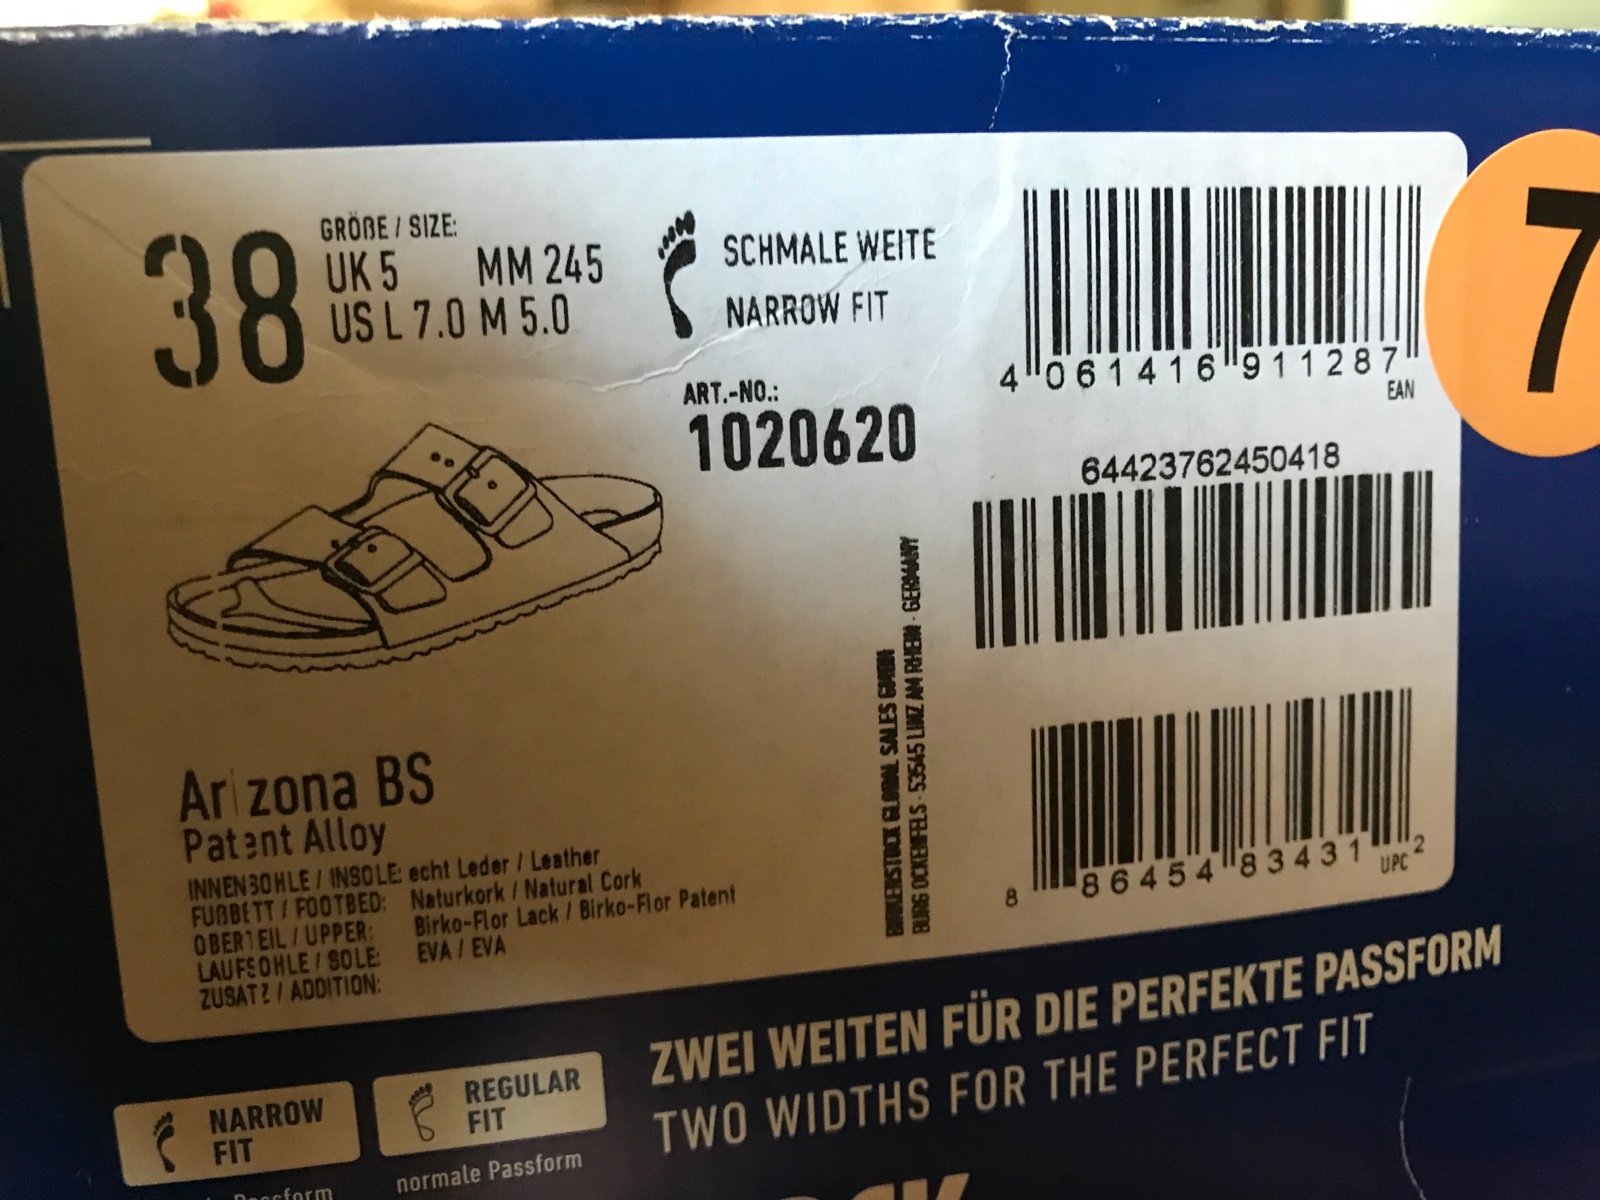 38
GRÖßE / SIZE:
UK 5 MM 245
US L 7.0 M 5.0
SCHMALE WEITE
NARROW FIT
ART.-NO.:
1020620
4 061416 911287
EAN
7
64423762450418
8 86454 83431 2
UPC
BIRKENSTOCK GLOBAL SALES GMBH
BURG OCKENFELS - 53545 LINZ AM RHEIN - GERMANY
Arizona BS
Patent Alloy
INNENSOHLE / INSOLE: echt Leder / Leather
FUßBETT / FOOTBED: Naturkork / Natural Cork
OBERTEIL / UPPER: Birko-Flor Lack / Birko-Flor Patent
LAUFSOHLE / SOLE: EVA / EVA
ZUSATZ / ADDITION:
ZWEI WEITEN FÜR DIE PERFEKTE PASSFORM
TWO WIDTHS FOR THE PERFECT FIT
NARROW
FIT
REGULAR
FIT
normale Passform